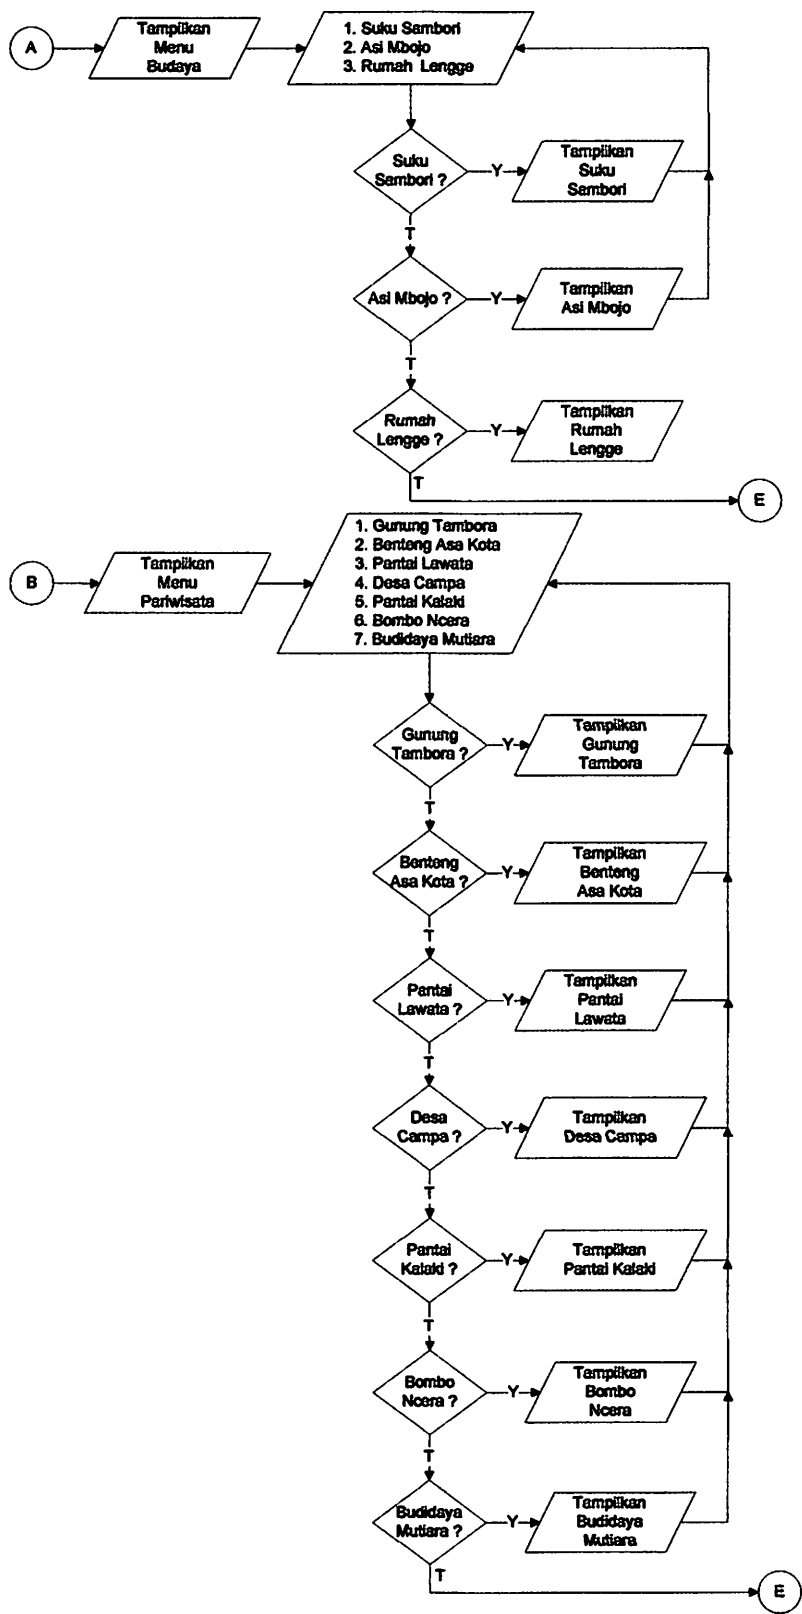 A
Tampilkan
Menu
Budaya
1. Suku Sambori
2. Asi Mbojo
3. Rumah Lengge
Suku
Sambori ?
Y
Tampilkan
Suku
Sambori
T
Asi Mbojo ?
Y
Tampilkan
Asi Mbojo
T
Rumah
Lengge ?
Y
Tampilkan
Rumah
Lengge
T
E
B
Tampilkan
Menu
Pariwisata
1. Gunung Tambora
2. Benteng Asa Kota
3. Pantai Lawata
4. Desa Campa
5. Pantai Kalaki
6. Bombo Ncera
7. Budidaya Mutiara
Gunung
Tambora ?
Y
Tampilkan
Gunung
Tambora
T
Benteng
Asa Kota ?
Y
Tampilkan
Benteng
Asa Kota
T
Pantai
Lawata ?
Y
Tampilkan
Pantai
Lawata
T
Desa
Campa ?
Y
Tampilkan
Desa Campa
T
Pantai
Kalaki ?
Y
Tampilkan
Pantai Kalaki
T
Bombo
Ncera ?
Y
Tampilkan
Bombo
Ncera
T
Budidaya
Mutiara ?
Y
Tampilkan
Budidaya
Mutiara
T
E